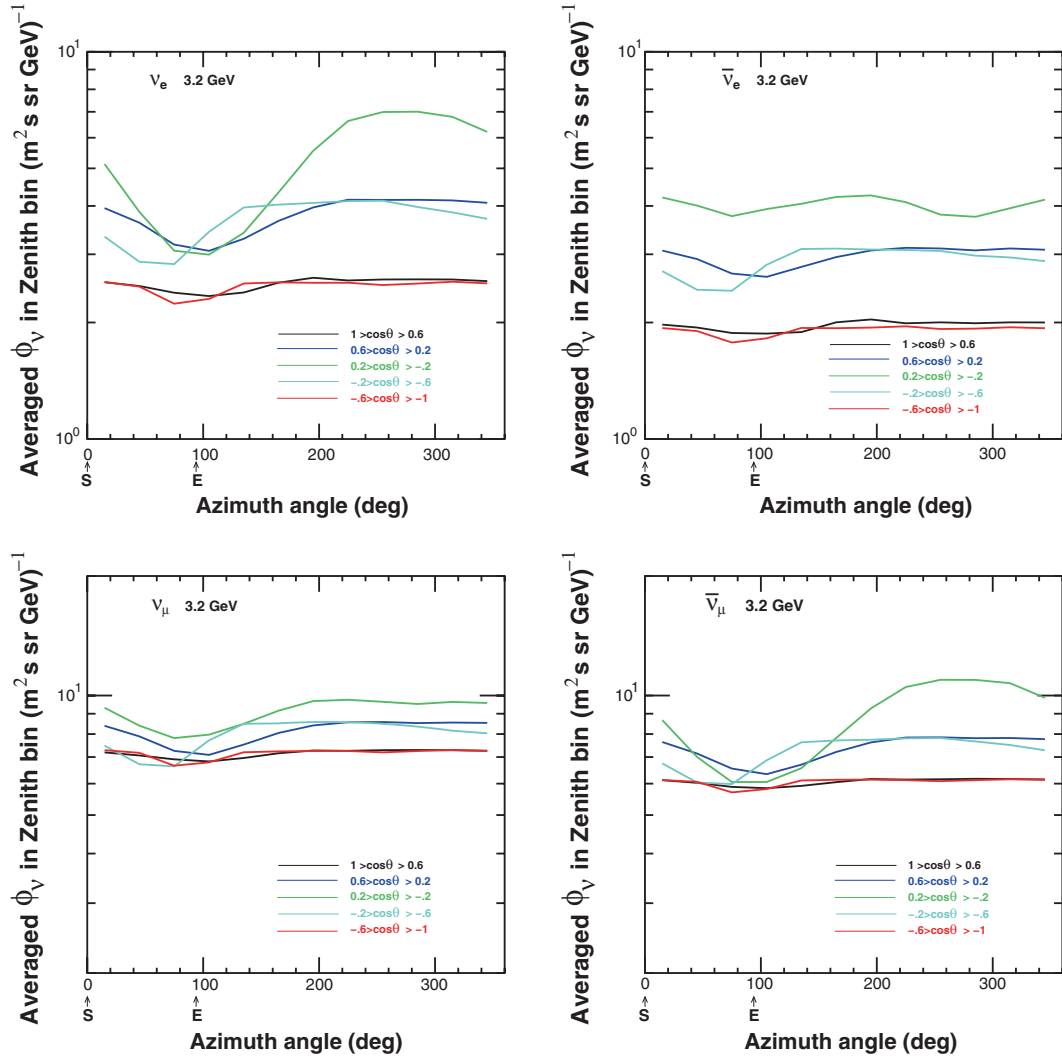 Averaged ϕν in Zenith bin (m² s sr GeV)⁻¹
10¹
10⁰
νe 3.2 GeV
1 >cosθ > 0.6
0.6>cosθ > 0.2
0.2>cosθ > −.2
−.2>cosθ > −.6
−.6>cosθ > −1
0 100 200 300
S E
Azimuth angle (deg)
Averaged ϕν in Zenith bin (m² s sr GeV)⁻¹
10¹
10⁰
ν̅e 3.2 GeV
1 >cosθ > 0.6
0.6>cosθ > 0.2
0.2>cosθ > −.2
−.2>cosθ > −.6
−.6>cosθ > −1
0 100 200 300
S E
Azimuth angle (deg)
Averaged ϕν in Zenith bin (m² s sr GeV)⁻¹
10¹
νμ 3.2 GeV
1 >cosθ > 0.6
0.6>cosθ > 0.2
0.2>cosθ > −.2
−.2>cosθ > −.6
−.6>cosθ > −1
0 100 200 300
S E
Azimuth angle (deg)
Averaged ϕν in Zenith bin (m² s sr GeV)⁻¹
10¹
ν̅μ 3.2 GeV
1 >cosθ > 0.6
0.6>cosθ > 0.2
0.2>cosθ > −.2
−.2>cosθ > −.6
−.6>cosθ > −1
0 100 200 300
S E
Azimuth angle (deg)